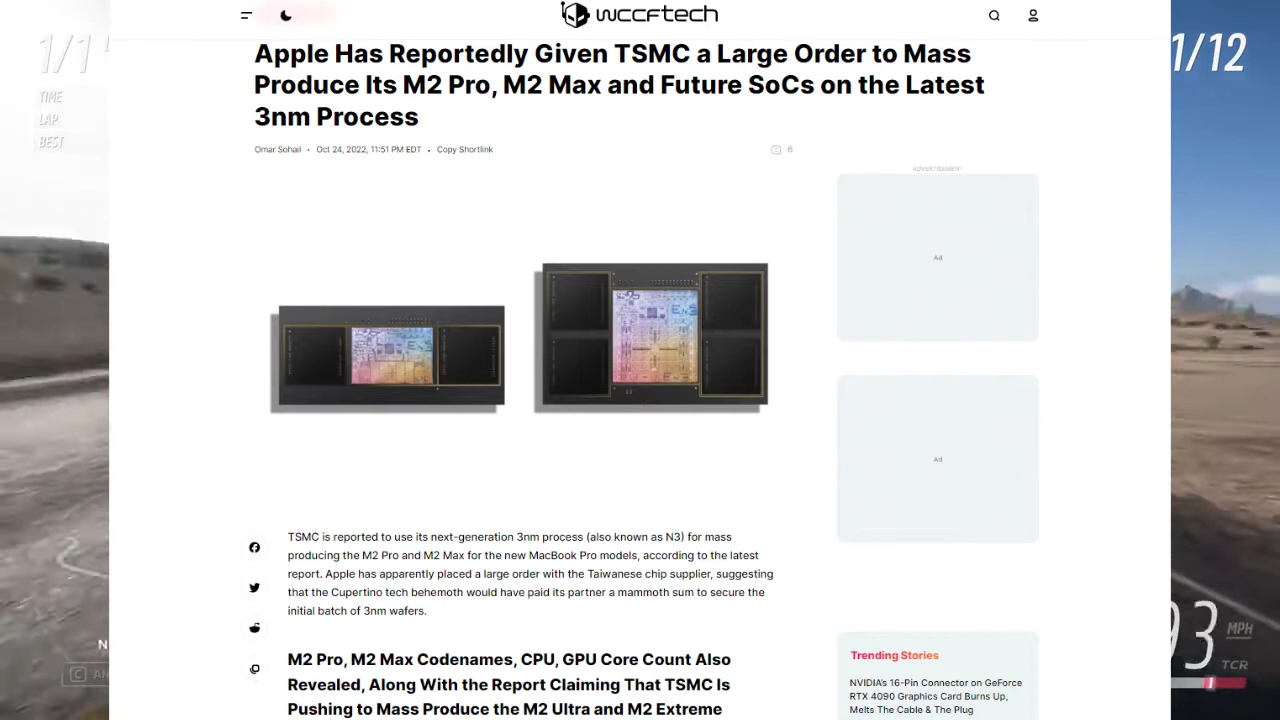 wccftech
Apple Has Reportedly Given TSMC a Large Order to Mass
Produce Its M2 Pro, M2 Max and Future SoCs on the Latest
3nm Process
Omar Sohail • Oct 24, 2022, 11:51 PM EDT • Copy Shortlink
6
ADVERTISEMENT
Ad
Ad
TSMC is reported to use its next-generation 3nm process (also known as N3) for mass
producing the M2 Pro and M2 Max for the new MacBook Pro models, according to the latest
report. Apple has apparently placed a large order with the Taiwanese chip supplier, suggesting
that the Cupertino tech behemoth would have paid its partner a mammoth sum to secure the
initial batch of 3nm wafers.
M2 Pro, M2 Max Codenames, CPU, GPU Core Count Also
Revealed, Along With the Report Claiming That TSMC Is
Pushing to Mass Produce the M2 Ultra and M2 Extreme
Trending Stories
NVIDIA's 16-Pin Connector on GeForce
RTX 4090 Graphics Card Burns Up,
Melts The Cable & The Plug
1/1
TIME
LAP
BEST
N
C AN
1/12
93 MPH
TCR